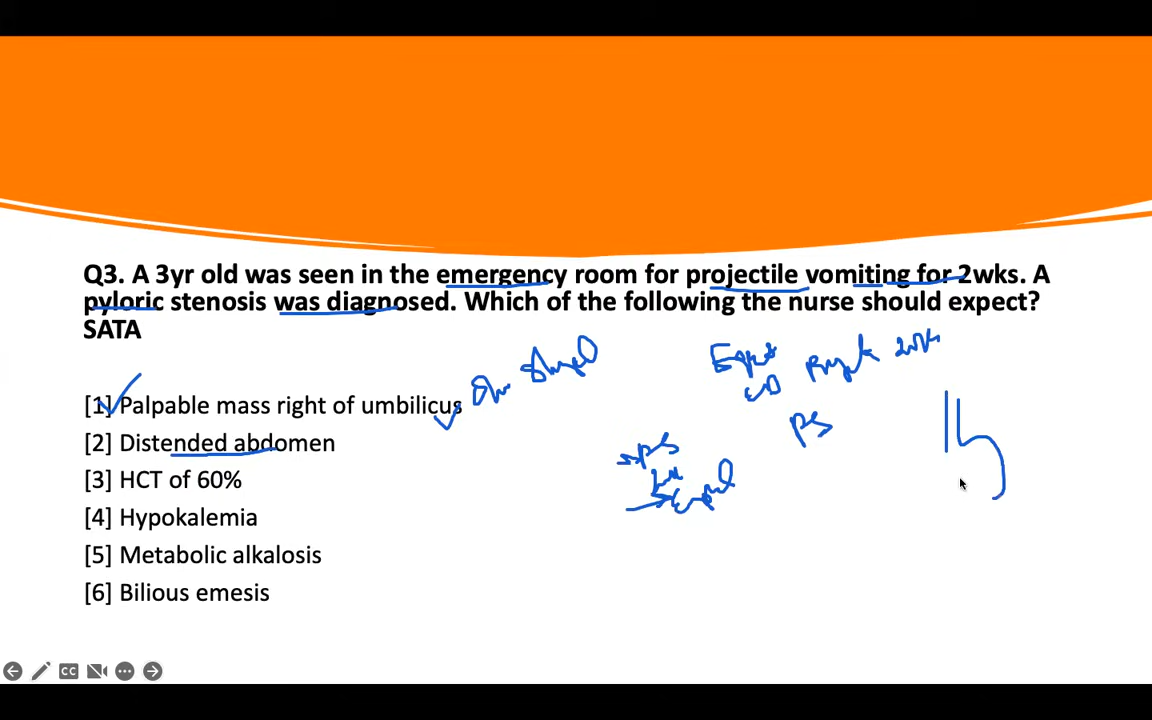 Q3. A 3yr old was seen in the emergency room for projectile vomiting for 2wks. A
pyloric stenosis was diagnosed. Which of the following the nurse should expect?
SATA
[1] Palpable mass right of umbilicus
[2] Distended abdomen
[3] HCT of 60%
[4] Hypokalemia
[5] Metabolic alkalosis
[6] Bilious emesis
PS
CC